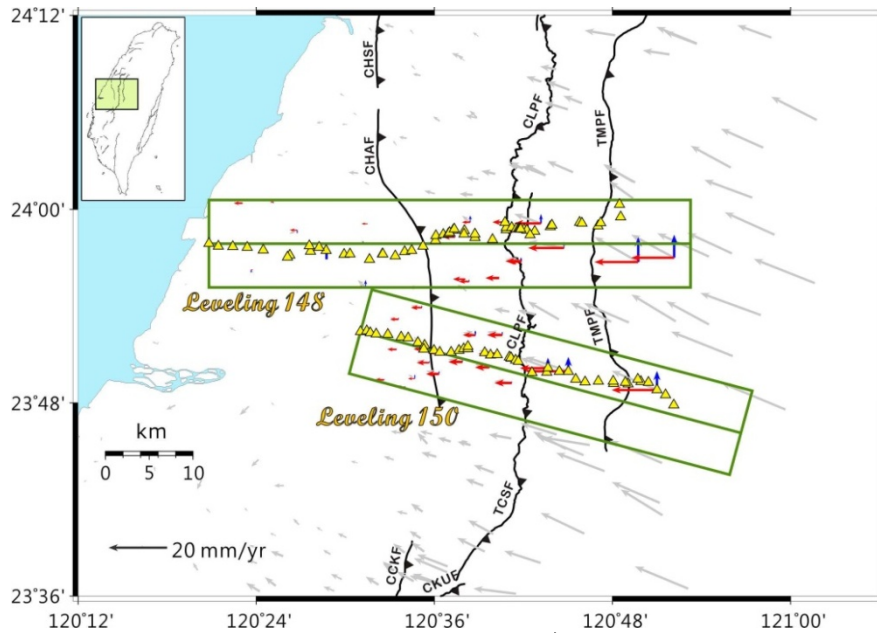 24°12'
CHSF
CLPF
TMPF
CHAF
24°00'
Leveling 148
CLPF
TMPF
23°48'
Leveling 150
km
0 5 10
TCSF
20 mm/yr
CCKF
CKUF
23°36'
120°12' 120°24' 120°36' 120°48' 121°00'